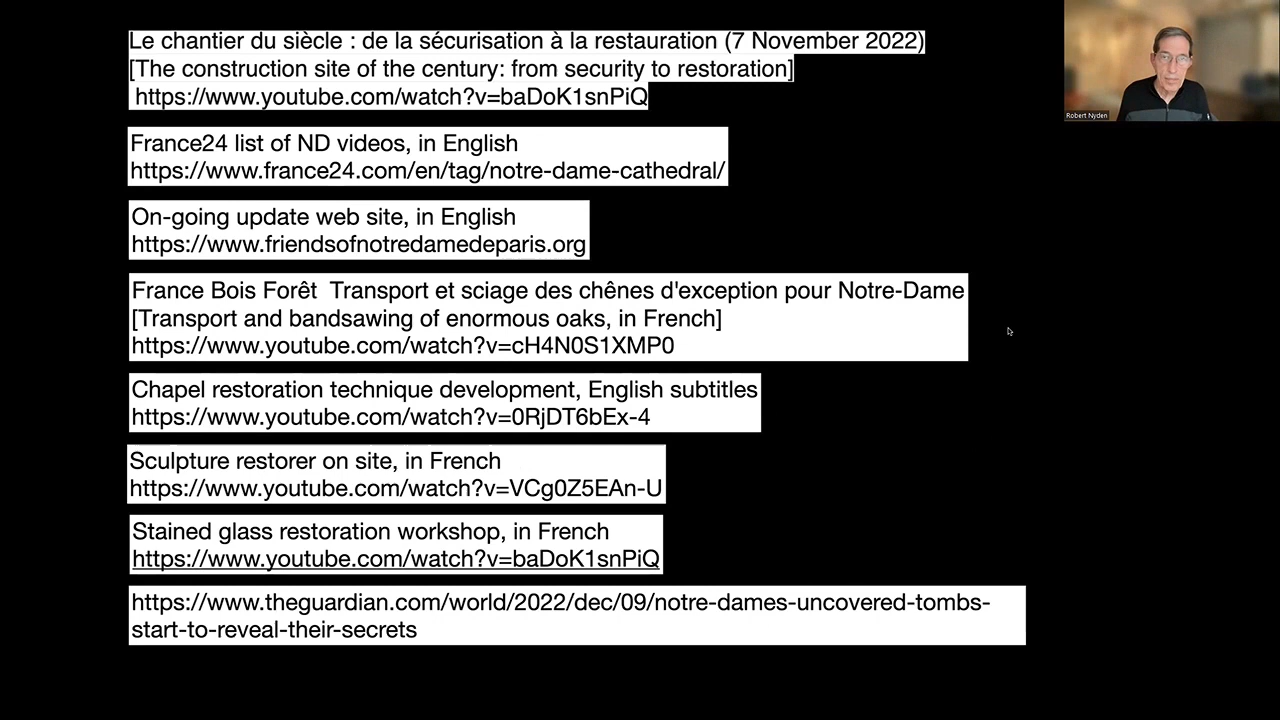 Le chantier du siècle : de la sécurisation à la restauration (7 November 2022)
[The construction site of the century: from security to restoration]
https://www.youtube.com/watch?v=baDoK1snPiQ
France24 list of ND videos, in English
https://www.france24.com/en/tag/notre-dame-cathedral/
On-going update web site, in English
https://www.friendsofnotredamedeparis.org
France Bois Forêt  Transport et sciage des chênes d'exception pour Notre-Dame
[Transport and bandsawing of enormous oaks, in French]
https://www.youtube.com/watch?v=cH4N0S1XMP0
Chapel restoration technique development, English subtitles
https://www.youtube.com/watch?v=0RjDT6bEx-4
Sculpture restorer on site, in French
https://www.youtube.com/watch?v=VCg0Z5EAn-U
Stained glass restoration workshop, in French
https://www.youtube.com/watch?v=baDoK1snPiQ
https://www.theguardian.com/world/2022/dec/09/notre-dames-uncovered-tombs-
start-to-reveal-their-secrets
Robert Nyden